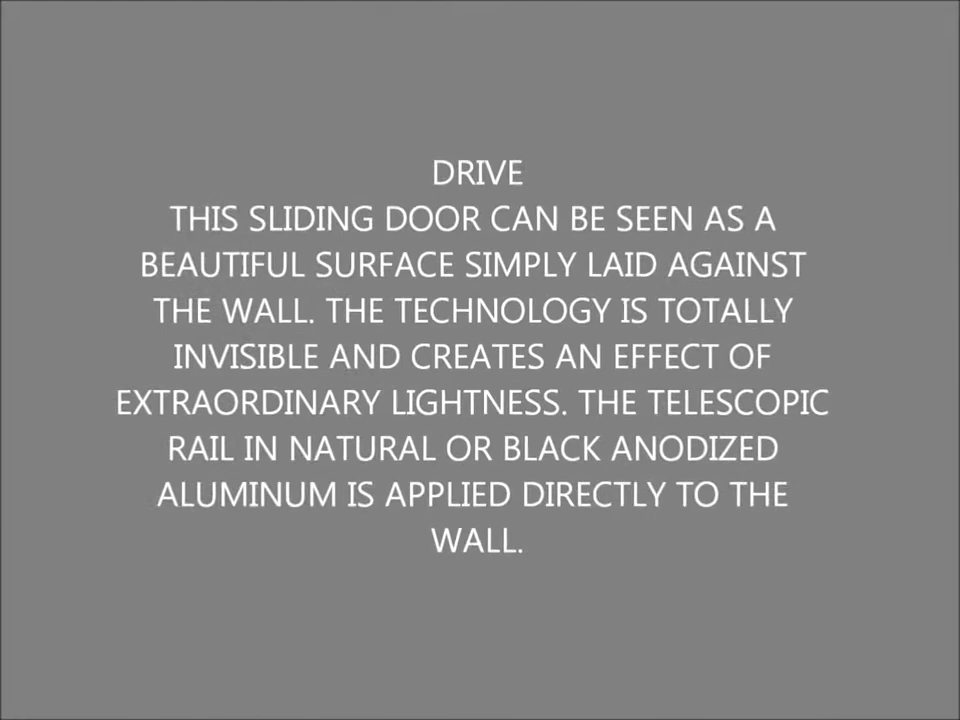 DRIVE
THIS SLIDING DOOR CAN BE SEEN AS A
BEAUTIFUL SURFACE SIMPLY LAID AGAINST
THE WALL. THE TECHNOLOGY IS TOTALLY
INVISIBLE AND CREATES AN EFFECT OF
EXTRAORDINARY LIGHTNESS. THE TELESCOPIC
RAIL IN NATURAL OR BLACK ANODIZED
ALUMINUM IS APPLIED DIRECTLY TO THE
WALL.